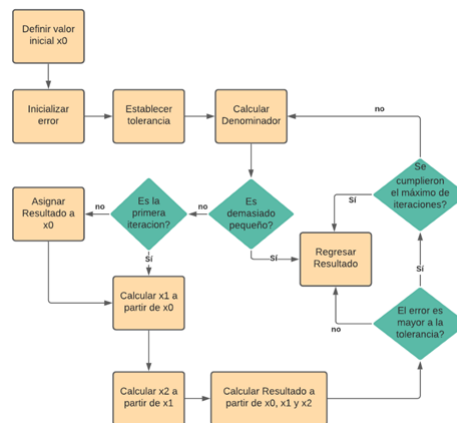 Definir valor
inicial x0
Inicializar
error
Establecer
tolerancia
Calcular
Denominador
no
Se
cumplieron
el máximo de
iteraciones?
Sí
Asignar
Resultado a
x0
no
Es la
primera
iteracion?
no
Es
demasiado
pequeño?
Sí
Regresar
Resultado
Sí
Sí
Calcular x1 a
partir de x0
El error es
mayor a la
tolerancia?
no
Calcular x2 a
partir de x1
Calcular Resultado a
partir de x0, x1 y x2